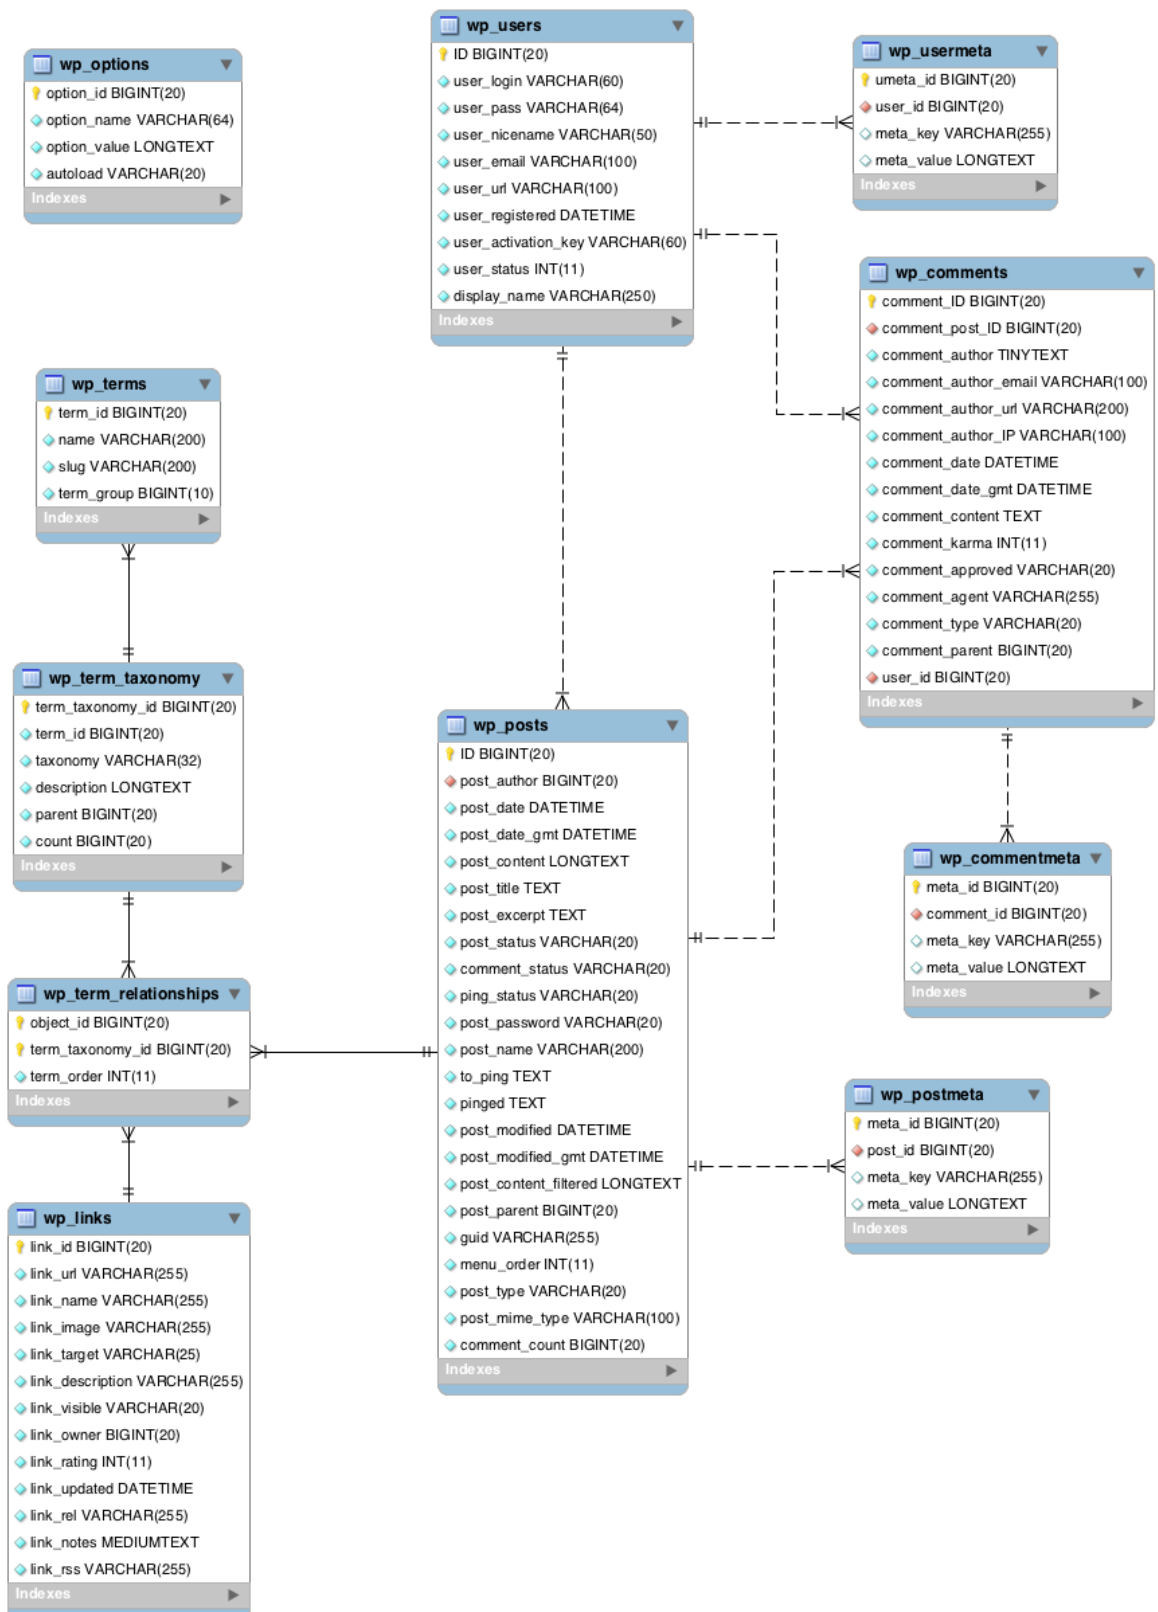 wp_options
option_id BIGINT(20)
option_name VARCHAR(64)
option_value LONGTEXT
autoload VARCHAR(20)
Indexes
wp_users
ID BIGINT(20)
user_login VARCHAR(60)
user_pass VARCHAR(64)
user_nicename VARCHAR(50)
user_email VARCHAR(100)
user_url VARCHAR(100)
user_registered DATETIME
user_activation_key VARCHAR(60)
user_status INT(11)
display_name VARCHAR(250)
Indexes
wp_usermeta
umeta_id BIGINT(20)
user_id BIGINT(20)
meta_key VARCHAR(255)
meta_value LONGTEXT
Indexes
wp_comments
comment_ID BIGINT(20)
comment_post_ID BIGINT(20)
comment_author TINYTEXT
comment_author_email VARCHAR(100)
comment_author_url VARCHAR(200)
comment_author_IP VARCHAR(100)
comment_date DATETIME
comment_date_gmt DATETIME
comment_content TEXT
comment_karma INT(11)
comment_approved VARCHAR(20)
comment_agent VARCHAR(255)
comment_type VARCHAR(20)
comment_parent BIGINT(20)
user_id BIGINT(20)
Indexes
wp_terms
term_id BIGINT(20)
name VARCHAR(200)
slug VARCHAR(200)
term_group BIGINT(10)
Indexes
wp_term_taxonomy
term_taxonomy_id BIGINT(20)
term_id BIGINT(20)
taxonomy VARCHAR(32)
description LONGTEXT
parent BIGINT(20)
count BIGINT(20)
Indexes
wp_posts
ID BIGINT(20)
post_author BIGINT(20)
post_date DATETIME
post_date_gmt DATETIME
post_content LONGTEXT
post_title TEXT
post_excerpt TEXT
post_status VARCHAR(20)
comment_status VARCHAR(20)
ping_status VARCHAR(20)
post_password VARCHAR(20)
post_name VARCHAR(200)
to_ping TEXT
pinged TEXT
post_modified DATETIME
post_modified_gmt DATETIME
post_content_filtered LONGTEXT
post_parent BIGINT(20)
guid VARCHAR(255)
menu_order INT(11)
post_type VARCHAR(20)
post_mime_type VARCHAR(100)
comment_count BIGINT(20)
Indexes
wp_commentmeta
meta_id BIGINT(20)
comment_id BIGINT(20)
meta_key VARCHAR(255)
meta_value LONGTEXT
Indexes
wp_term_relationships
object_id BIGINT(20)
term_taxonomy_id BIGINT(20)
term_order INT(11)
Indexes
wp_postmeta
meta_id BIGINT(20)
post_id BIGINT(20)
meta_key VARCHAR(255)
meta_value LONGTEXT
Indexes
wp_links
link_id BIGINT(20)
link_url VARCHAR(255)
link_name VARCHAR(255)
link_image VARCHAR(255)
link_target VARCHAR(25)
link_description VARCHAR(255)
link_visible VARCHAR(20)
link_owner BIGINT(20)
link_rating INT(11)
link_updated DATETIME
link_rel VARCHAR(255)
link_notes MEDIUMTEXT
link_rss VARCHAR(255)
Indexes